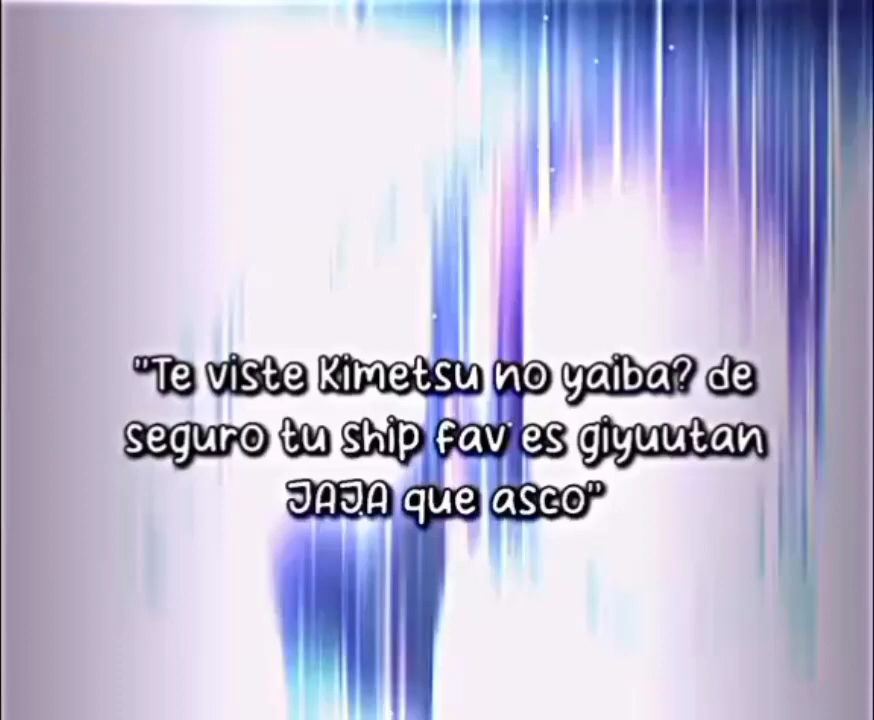 "Te viste Kimetsu no yaiba? de
seguro tu ship fav es giyuutan
JAJA que asco"